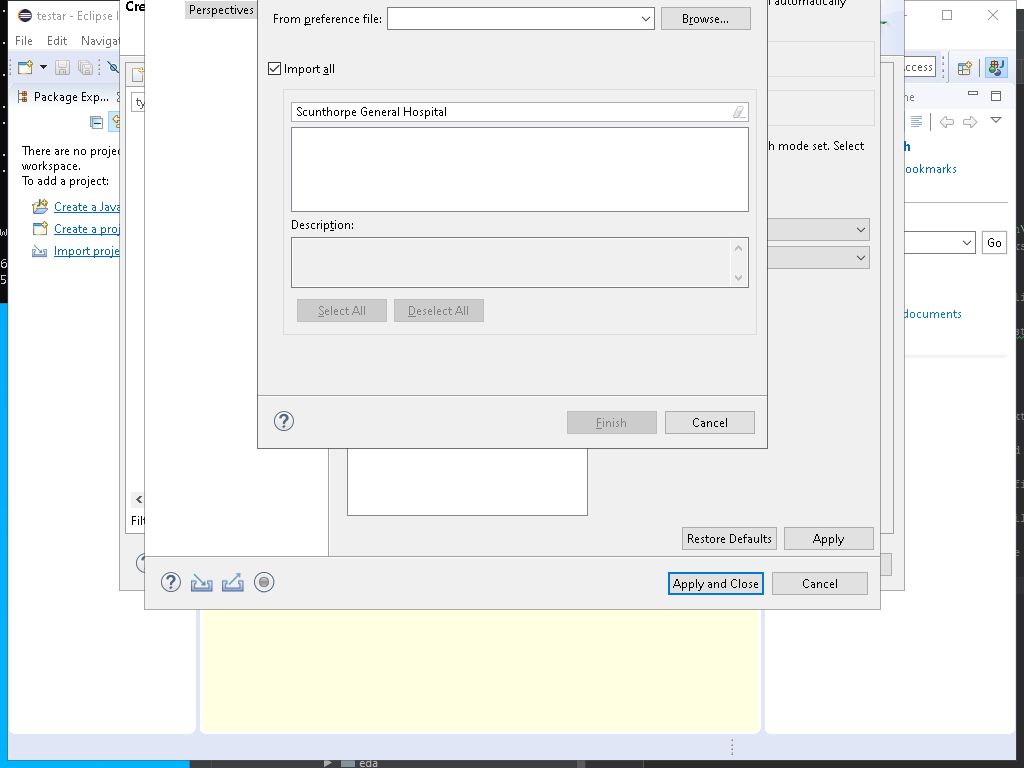 testar - Eclipse I
Cre
Perspectives
automatically
From preference file:
Browse...
File Edit Navigat
ccess
Import all
Package Exp...
ne
ty
Scunthorpe General Hospital
h mode set. Select
h
There are no projec
workspace.
To add a project:
ookmarks
Create a Java
Description:
Create a proj
Go
Import proje
Select All
Deselect All
documents
Finish
Cancel
Filt
Restore Defaults
Apply
Apply and Close
Cancel
eda